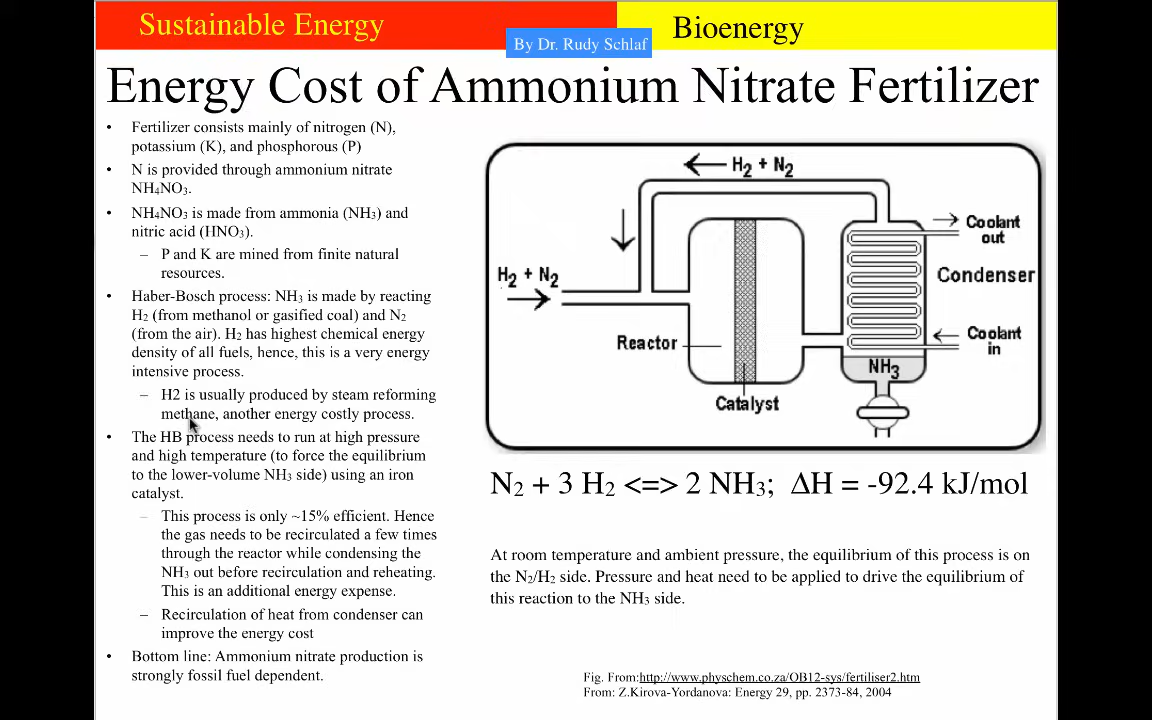 Sustainable Energy
Bioenergy
By Dr. Rudy Schlaf
Energy Cost of Ammonium Nitrate Fertilizer
• Fertilizer consists mainly of nitrogen (N),
potassium (K), and phosphorous (P)
• N is provided through ammonium nitrate
NH4NO3.
• NH4NO3 is made from ammonia (NH3) and
nitric acid (HNO3).
– P and K are mined from finite natural
resources.
• Haber-Bosch process: NH3 is made by reacting
H2 (from methanol or gasified coal) and N2
(from the air). H2 has highest chemical energy
density of all fuels, hence, this is a very energy
intensive process.
– H2 is usually produced by steam reforming
methane, another energy costly process.
• The HB process needs to run at high pressure
and high temperature (to force the equilibrium
to the lower-volume NH3 side) using an iron
catalyst.
– This process is only ~15% efficient. Hence
the gas needs to be recirculated a few times
through the reactor while condensing the
NH3 out before recirculation and reheating.
This is an additional energy expense.
– Recirculation of heat from condenser can
improve the energy cost
• Bottom line: Ammonium nitrate production is
strongly fossil fuel dependent.
H2 + N2
Coolant
out
H2 + N2
Condenser
Reactor
Coolant
in
NH3
Catalyst
N2 + 3 H2 <=> 2 NH3; ΔH = -92.4 kJ/mol
At room temperature and ambient pressure, the equilibrium of this process is on
the N2/H2 side. Pressure and heat need to be applied to drive the equilibrium of
this reaction to the NH3 side.
Fig. From:http://www.physchem.co.za/OB12-sys/fertiliser2.htm
From: Z.Kirova-Yordanova: Energy 29, pp. 2373-84, 2004